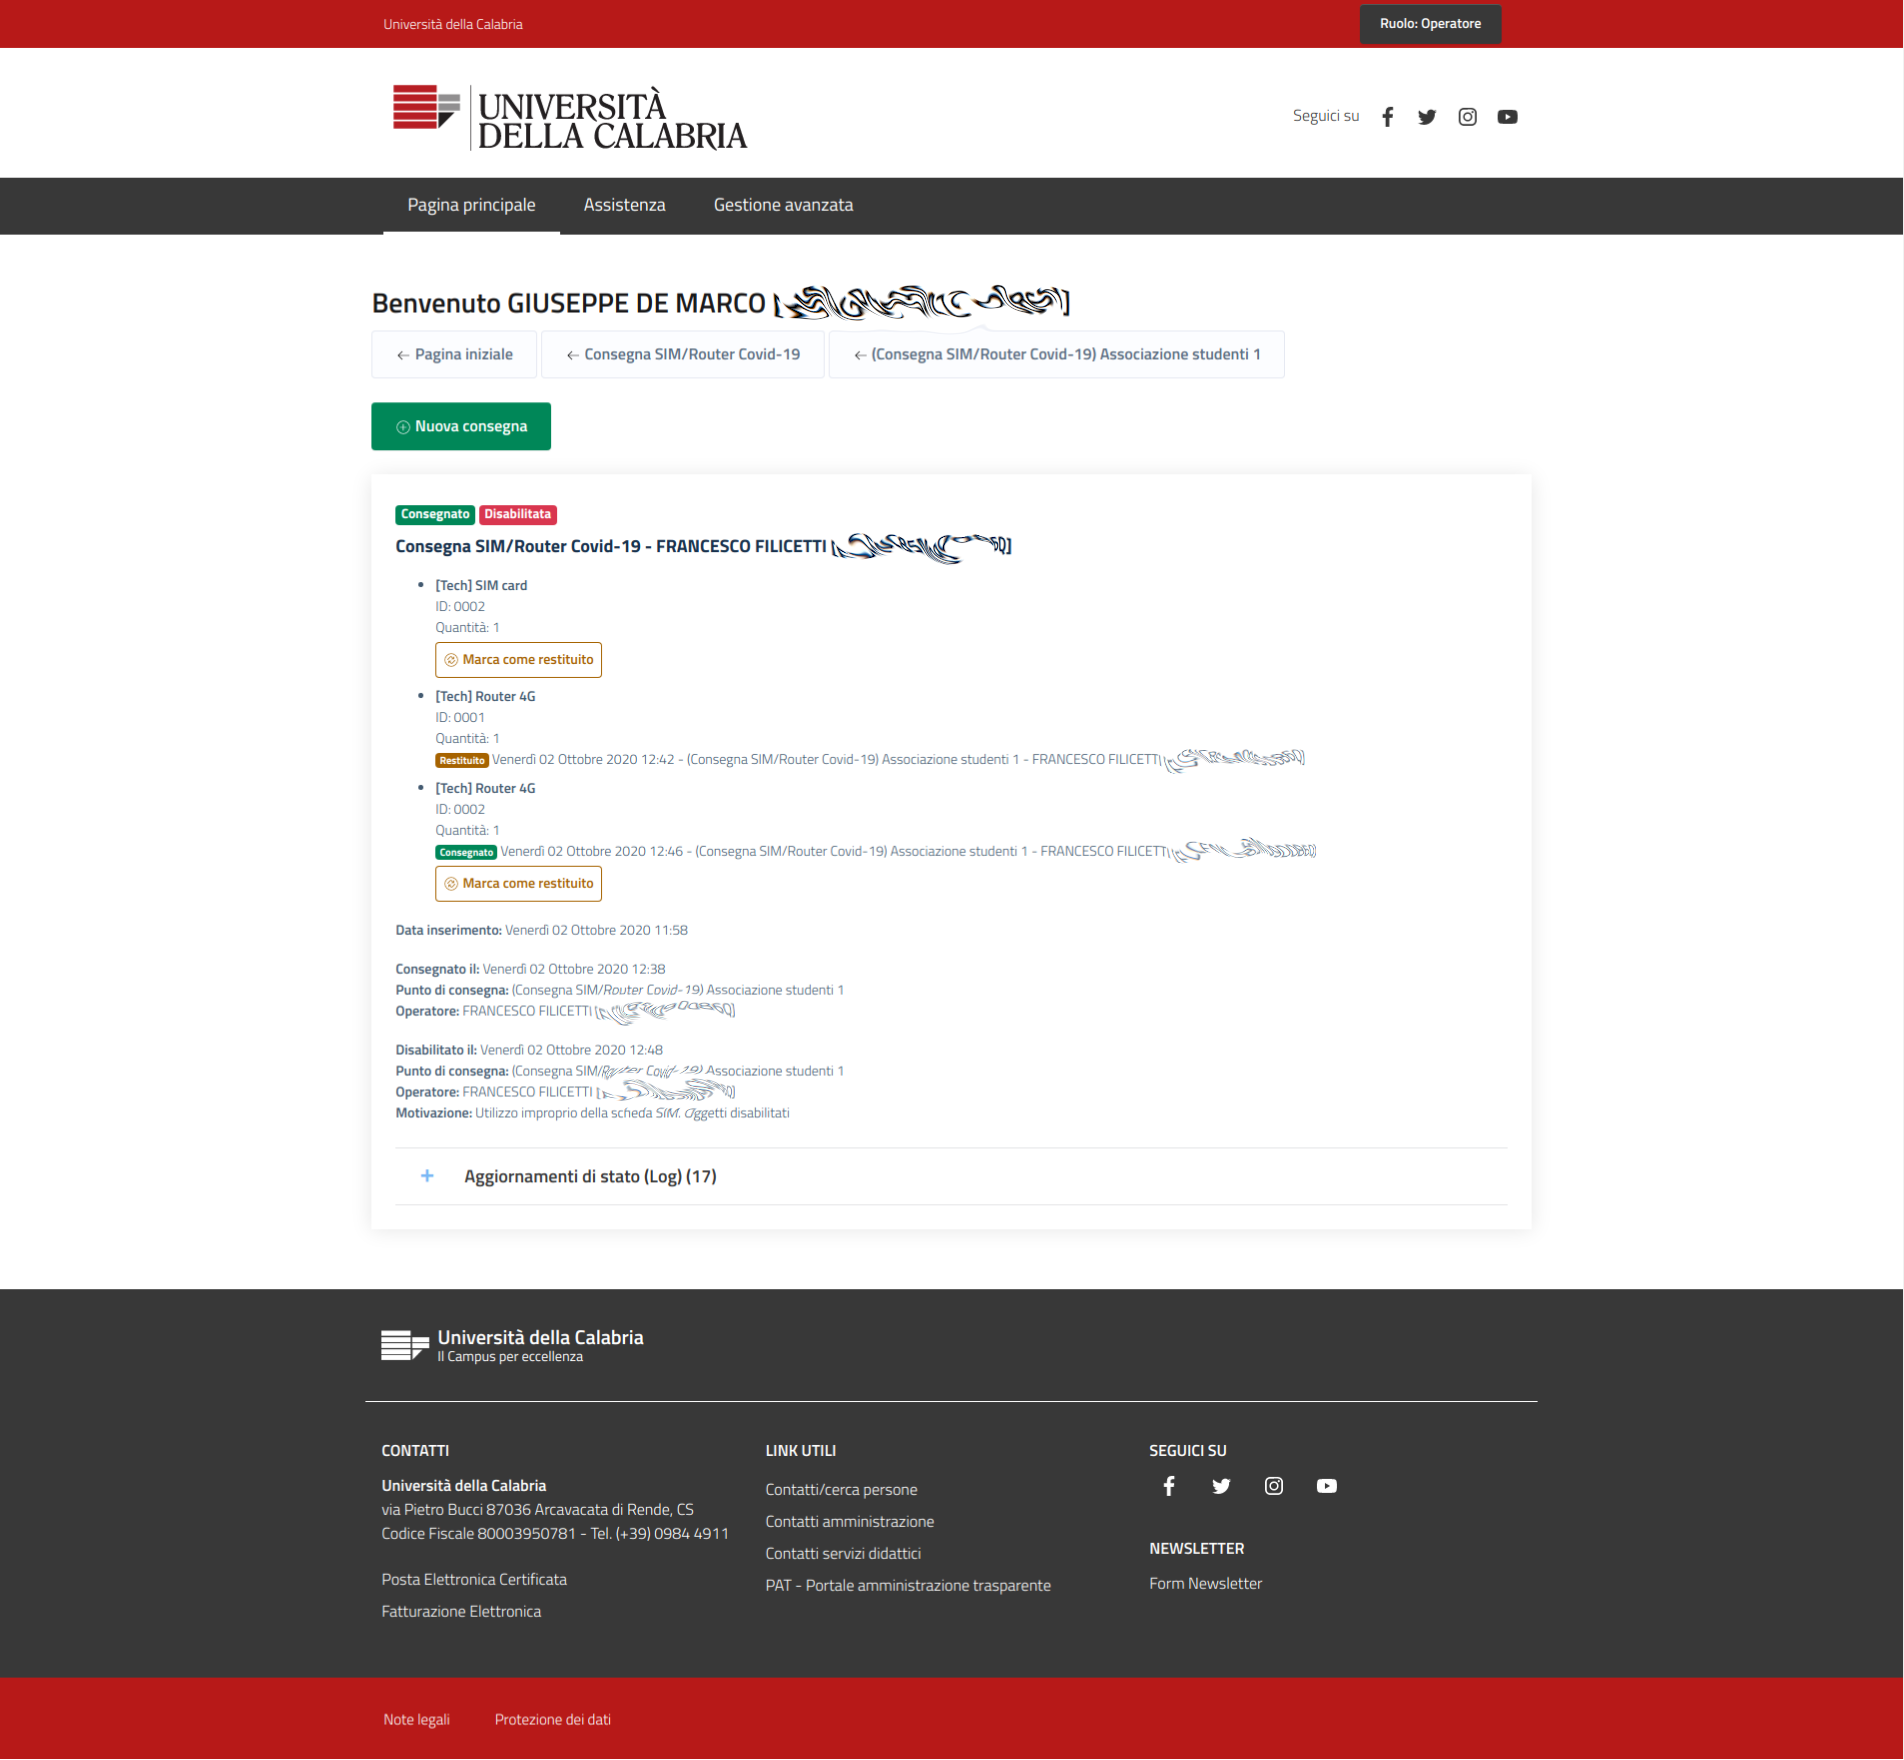 Università della Calabria
Ruolo: Operatore
UNIVERSITÀ
DELLA CALABRIA
Seguici su
Pagina principale
Assistenza
Gestione avanzata
Benvenuto GIUSEPPE DE MARCO
← Pagina iniziale
← Consegna SIM/Router Covid-19
← (Consegna SIM/Router Covid-19) Associazione studenti 1
Nuova consegna
Consegnato Disabilitata
Consegna SIM/Router Covid-19 - FRANCESCO FILICETTI
• [Tech] SIM card
ID: 0002
Quantità: 1
Marca come restituito
• [Tech] Router 4G
ID: 0001
Quantità: 1
Restituito Venerdì 02 Ottobre 2020 12:42 - (Consegna SIM/Router Covid-19) Associazione studenti 1 - FRANCESCO FILICETTI
• [Tech] Router 4G
ID: 0002
Quantità: 1
Consegnato Venerdì 02 Ottobre 2020 12:46 - (Consegna SIM/Router Covid-19) Associazione studenti 1 - FRANCESCO FILICETTI
Marca come restituito
Data inserimento: Venerdì 02 Ottobre 2020 11:58
Consegnato il: Venerdì 02 Ottobre 2020 12:38
Punto di consegna: (Consegna SIM/Router Covid-19) Associazione studenti 1
Operatore: FRANCESCO FILICETTI
Disabilitato il: Venerdì 02 Ottobre 2020 12:48
Punto di consegna: (Consegna SIM/Router Covid-19) Associazione studenti 1
Operatore: FRANCESCO FILICETTI
Motivazione: Utilizzo improprio della scheda SIM. Oggetti disabilitati
+ Aggiornamenti di stato (Log) (17)
Università della Calabria
Il Campus per eccellenza
CONTATTI
Università della Calabria
via Pietro Bucci 87036 Arcavacata di Rende, CS
Codice Fiscale 80003950781 - Tel. (+39) 0984 4911
Posta Elettronica Certificata
Fatturazione Elettronica
LINK UTILI
Contatti/cerca persone
Contatti amministrazione
Contatti servizi didattici
PAT - Portale amministrazione trasparente
SEGUICI SU
NEWSLETTER
Form Newsletter
Note legali
Protezione dei dati